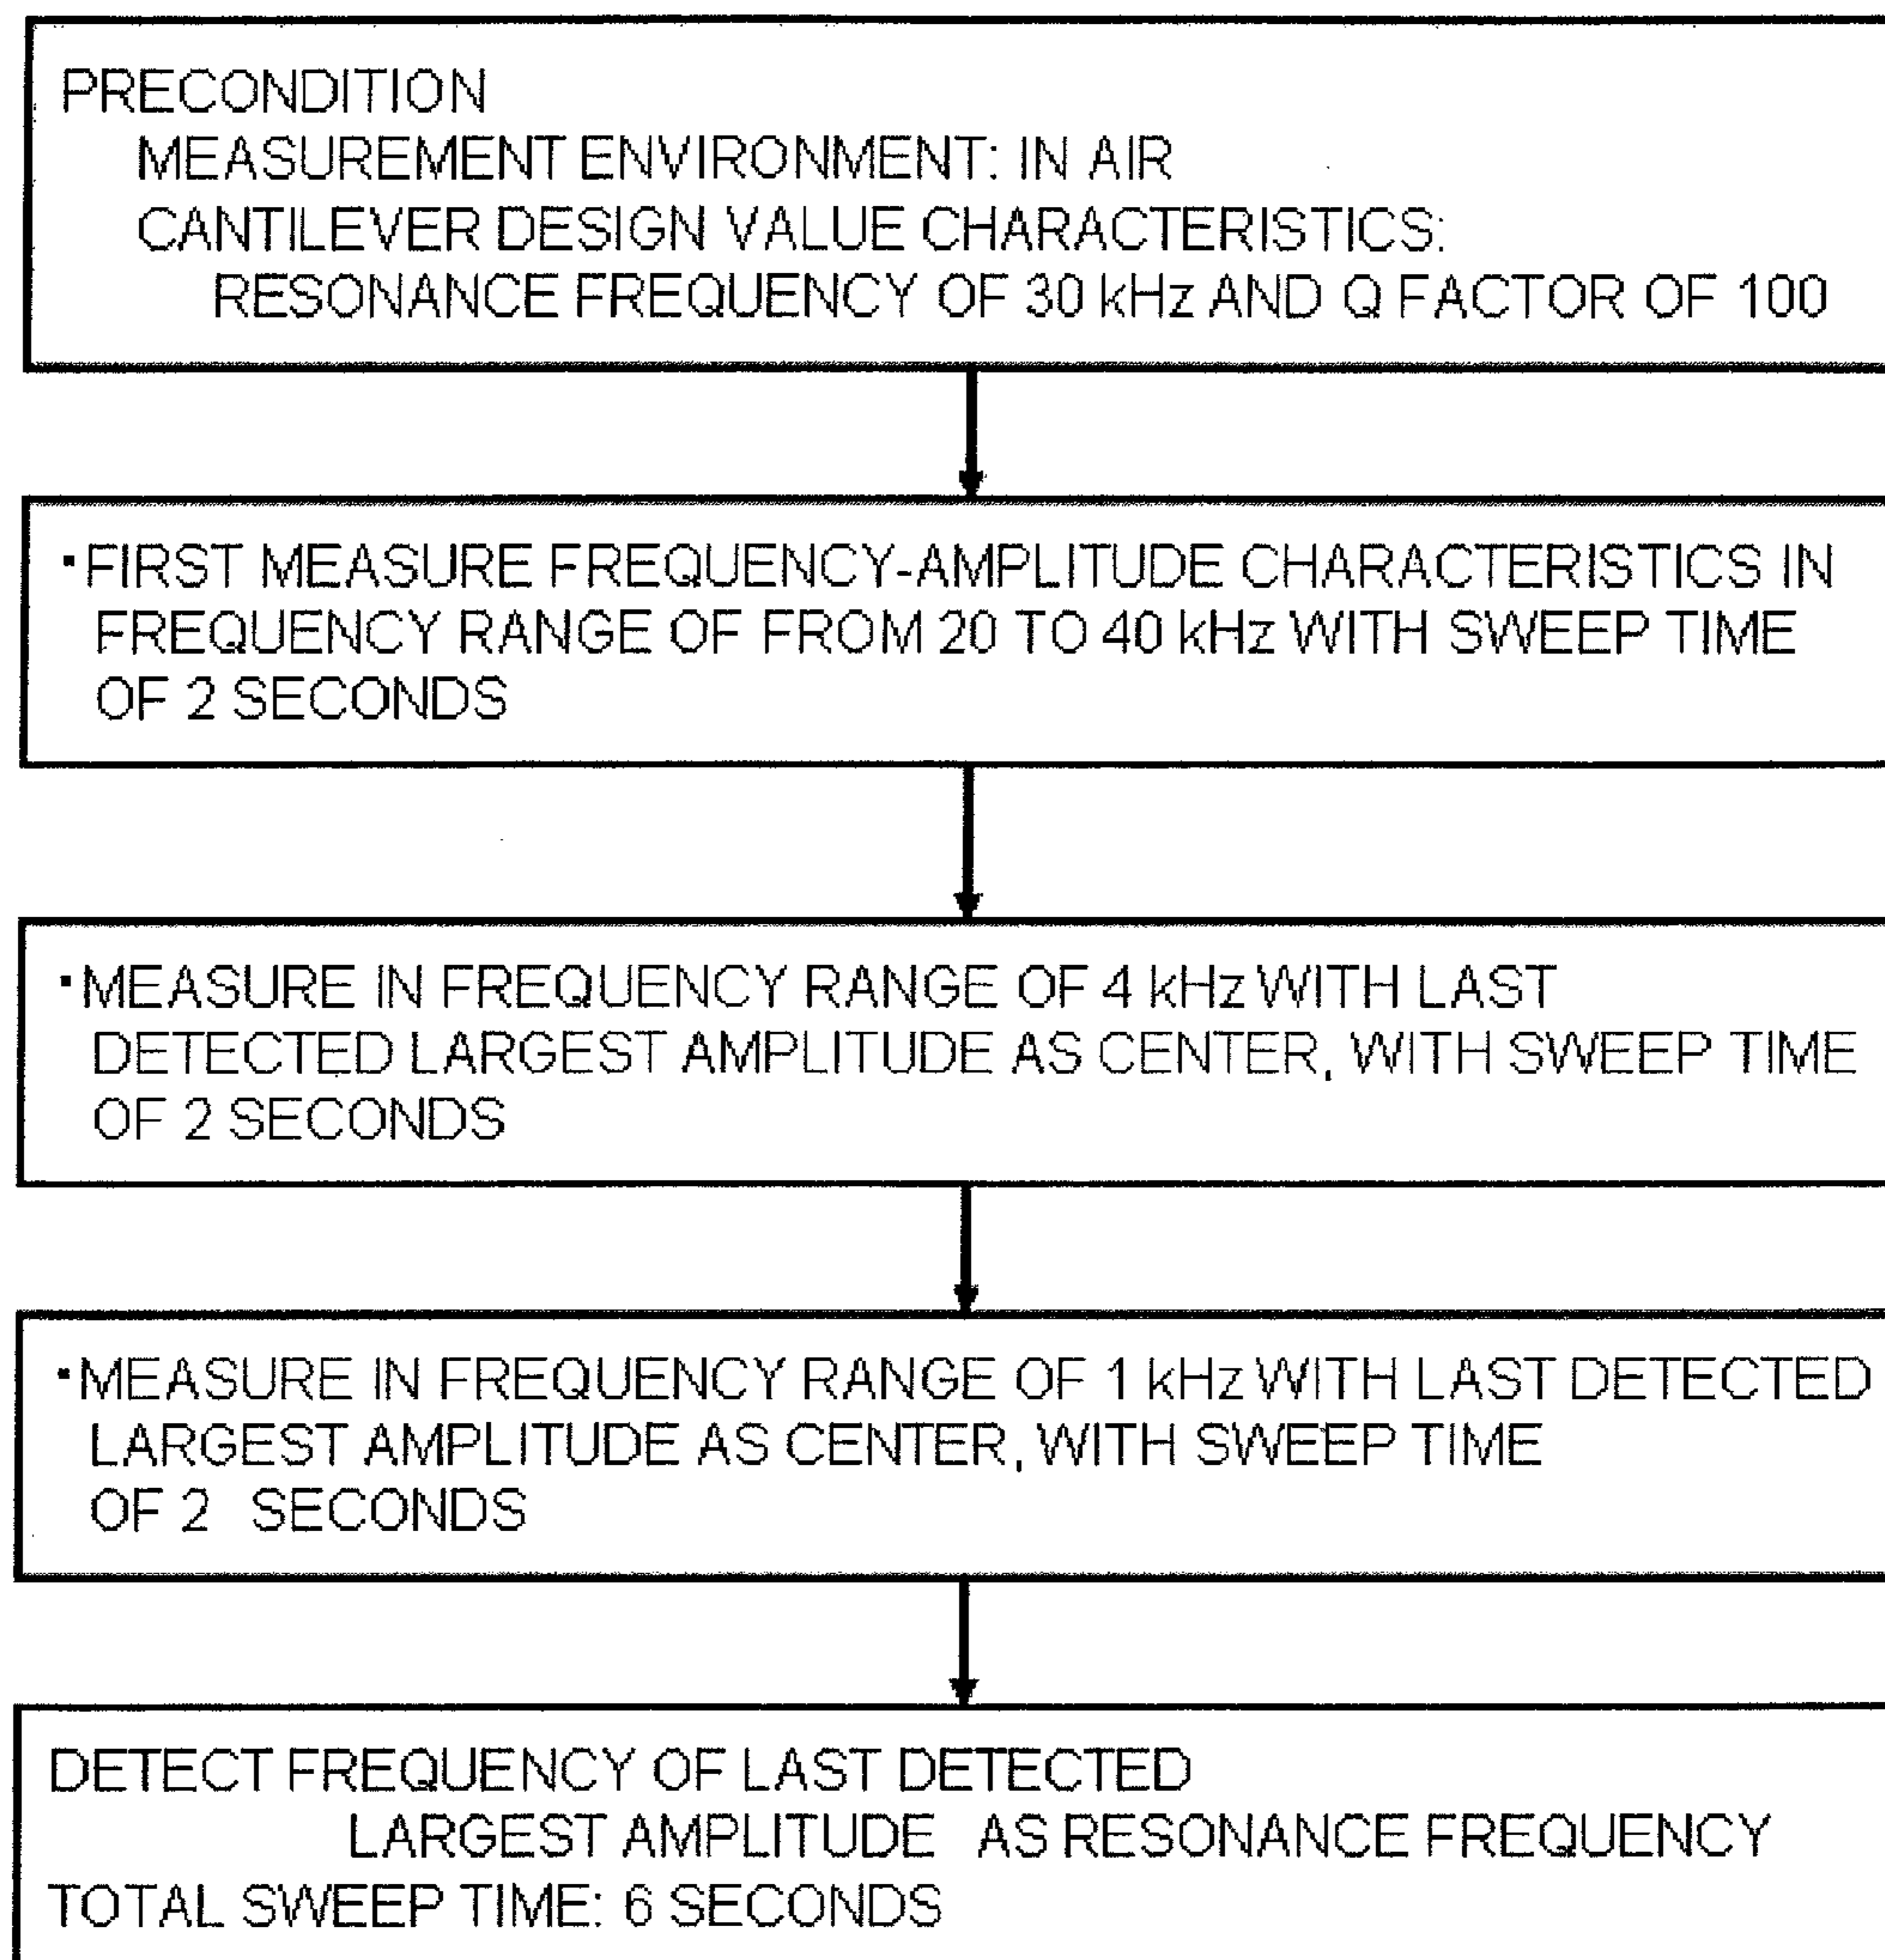 PRECONDITION
MEASUREMENT ENVIRONMENT: IN AIR
CANTILEVER DESIGN VALUE CHARACTERISTICS:
RESONANCE FREQUENCY OF 30 kHz AND Q FACTOR OF 100
▪FIRST MEASURE FREQUENCY-AMPLITUDE CHARACTERISTICS IN
FREQUENCY RANGE OF FROM 20 TO 40 kHz WITH SWEEP TIME
OF 2 SECONDS
▪MEASURE IN FREQUENCY RANGE OF 4 kHz WITH LAST
DETECTED LARGEST AMPLITUDE AS CENTER, WITH SWEEP TIME
OF 2 SECONDS
▪MEASURE IN FREQUENCY RANGE OF 1 kHz WITH LAST DETECTED
LARGEST AMPLITUDE AS CENTER, WITH SWEEP TIME
OF 2 SECONDS
DETECT FREQUENCY OF LAST DETECTED
LARGEST AMPLITUDE AS RESONANCE FREQUENCY
TOTAL SWEEP TIME: 6 SECONDS